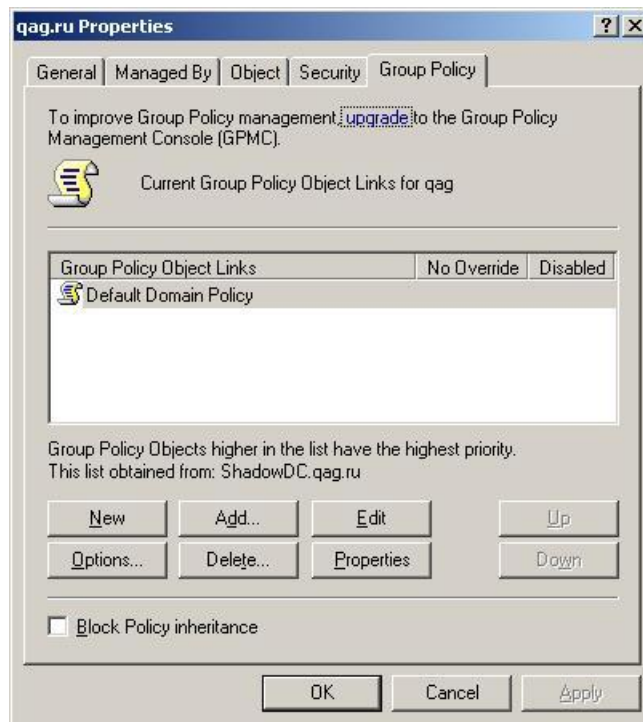 qag.ru Properties
General Managed By Object Security Group Policy
To improve Group Policy management, upgrade to the Group Policy
Management Console (GPMC).
Current Group Policy Object Links for qag
Group Policy Object Links No Override Disabled
Default Domain Policy
Group Policy Objects higher in the list have the highest priority.
This list obtained from: ShadowDC.qag.ru
New Add... Edit Up
Options... Delete... Properties Down
Block Policy inheritance
OK Cancel Apply